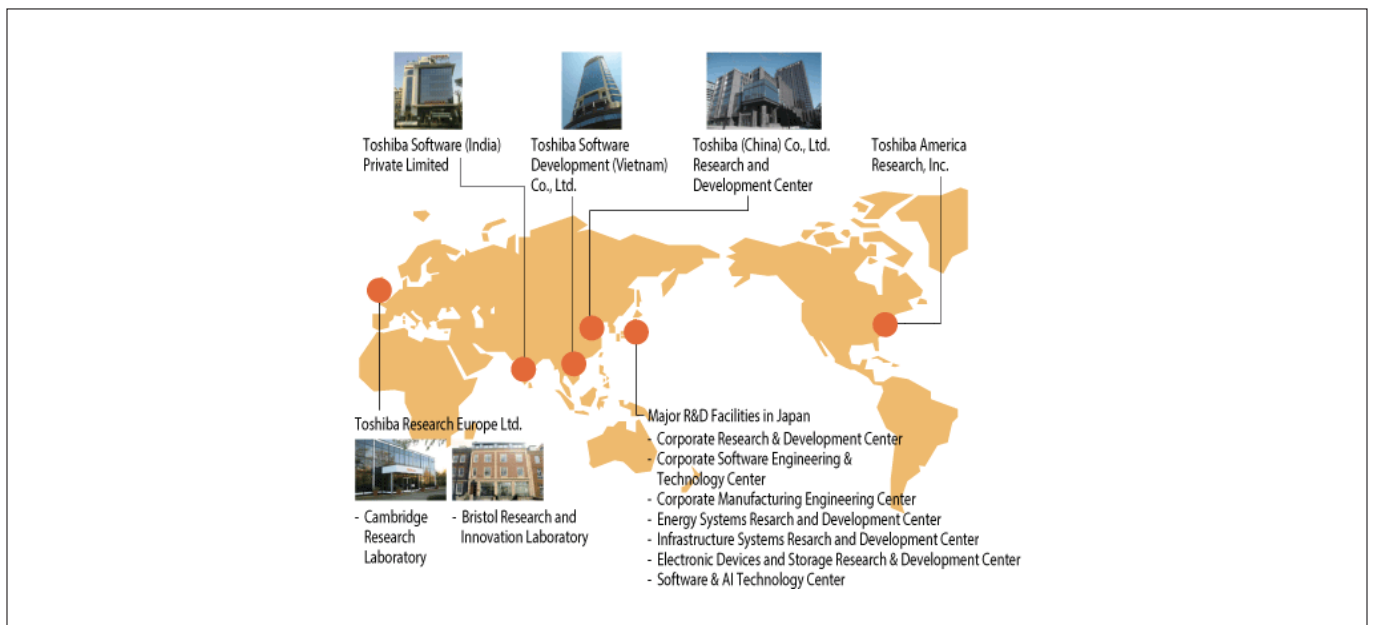 Toshiba Software (India)
Private Limited
Toshiba Software
Development (Vietnam)
Co., Ltd.
Toshiba (China) Co., Ltd.
Research and
Development Center
Toshiba America
Research, Inc.
Toshiba Research Europe Ltd.
- Cambridge
Research
Laboratory
- Bristol Research and
Innovation Laboratory
Major R&D Facilities in Japan
- Corporate Research & Development Center
- Corporate Software Engineering &
Technology Center
- Corporate Manufacturing Engineering Center
- Energy Systems Resarch and Development Center
- Infrastructure Systems Resarch and Development Center
- Electronic Devices and Storage Research & Development Center
- Software & AI Technology Center